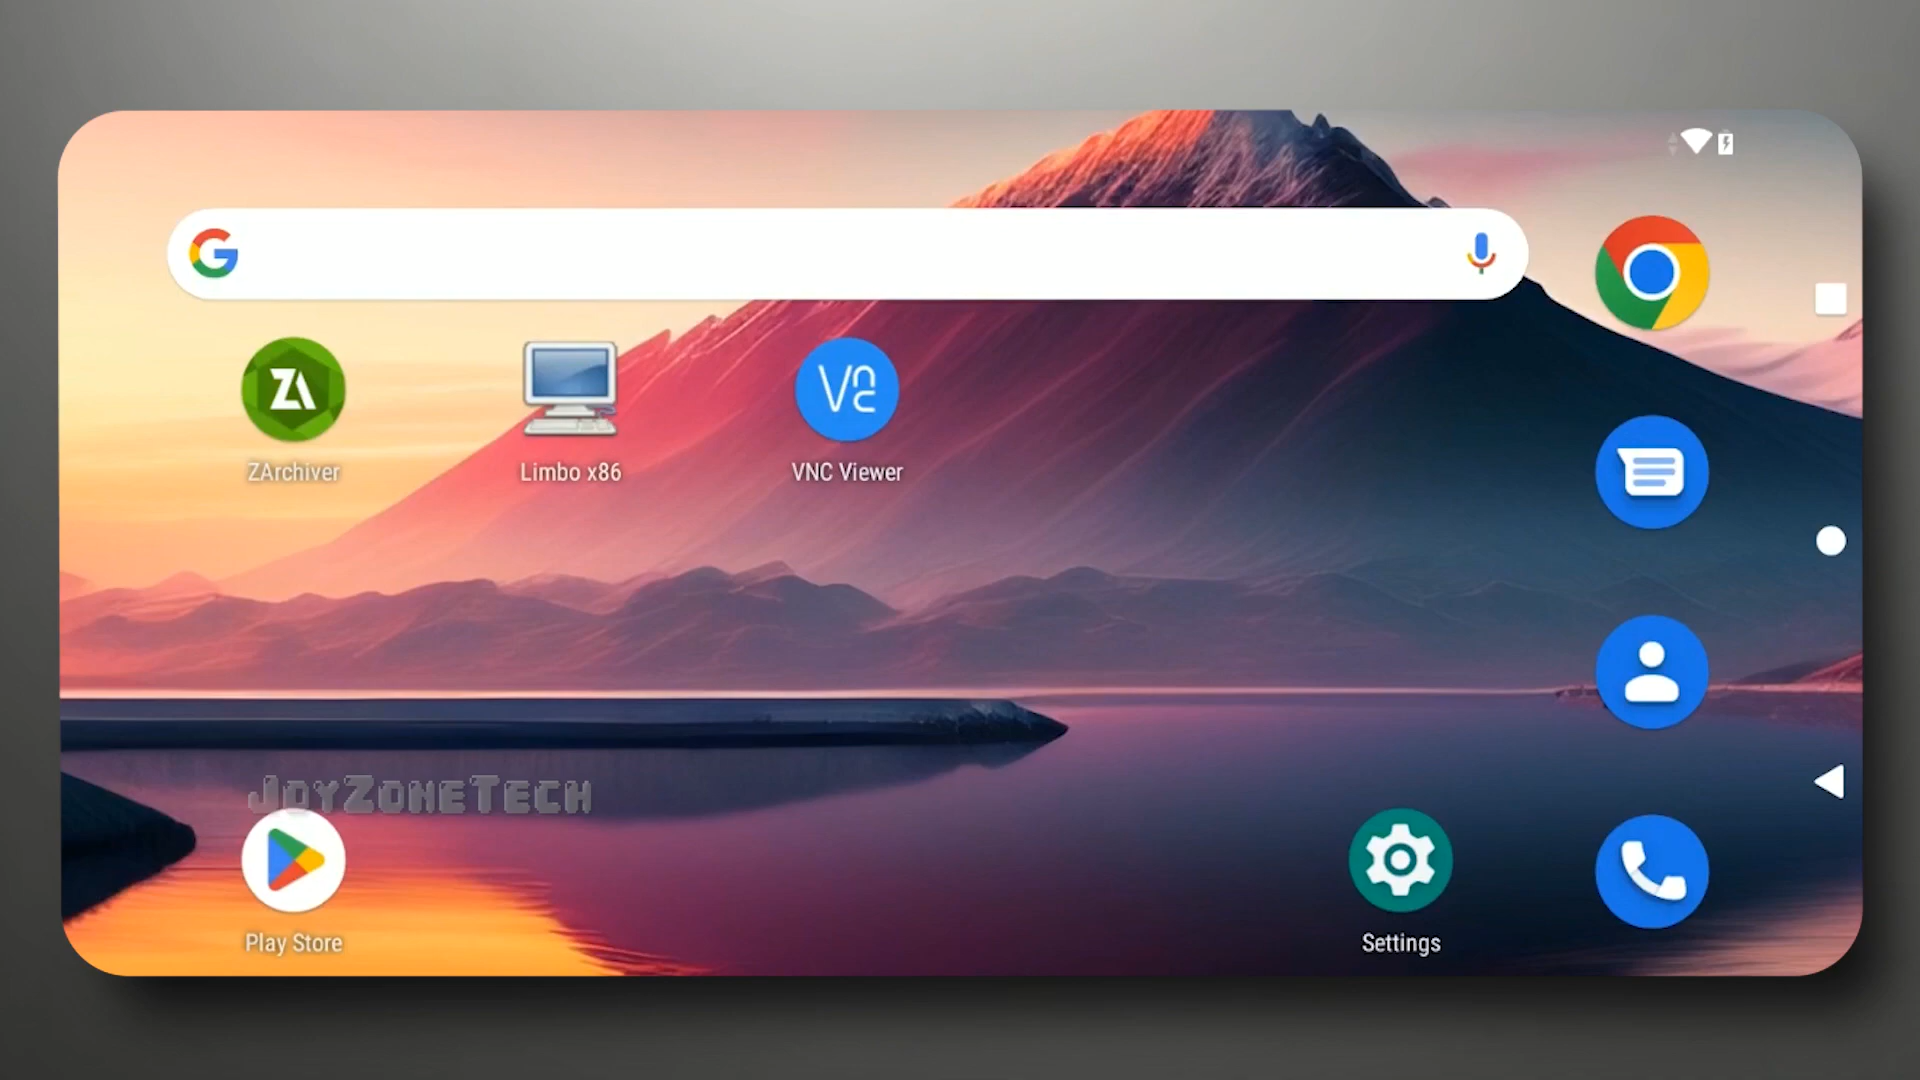 ZArchiver
Limbo x86
VNC Viewer
JoyZoneTech
Play Store
Settings